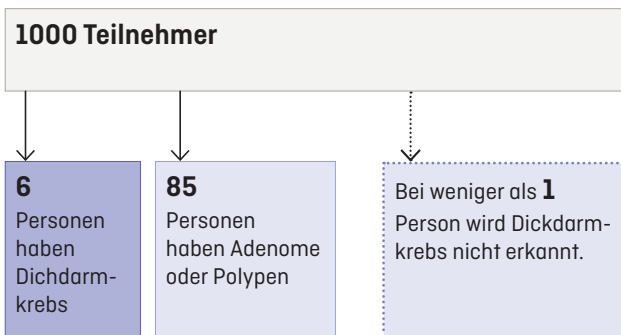 1000 Teilnehmer
6
Personen
haben
Dichdarm-
krebs
85
Personen
haben Adenome
oder Polypen
Bei weniger als 1
Person wird Dickdarm-
krebs nicht erkannt.